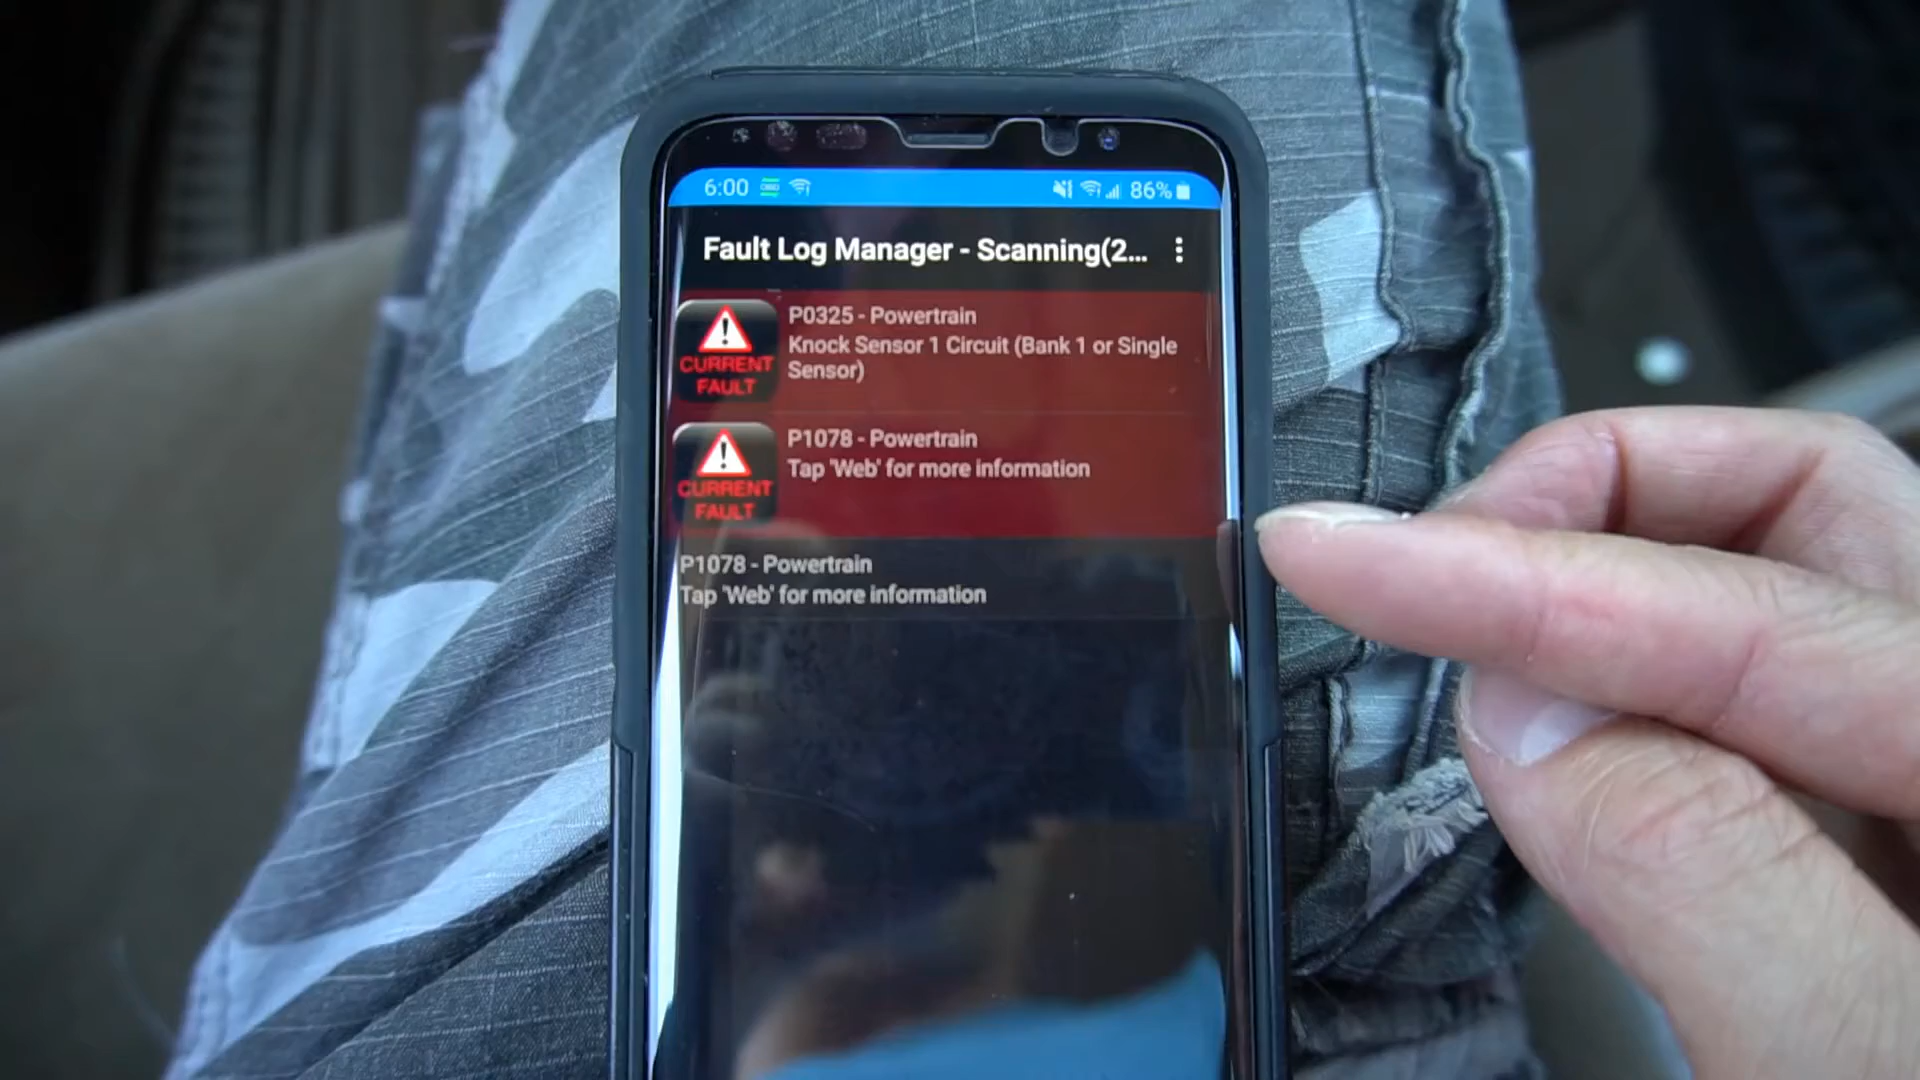 6:00
86%
Fault Log Manager - Scanning(2...
P0325 - Powertrain
Knock Sensor 1 Circuit (Bank 1 or Single
Sensor)
CURRENT
FAULT
P1078 - Powertrain
Tap 'Web' for more information
CURRENT
FAULT
P1078 - Powertrain
Tap 'Web' for more information